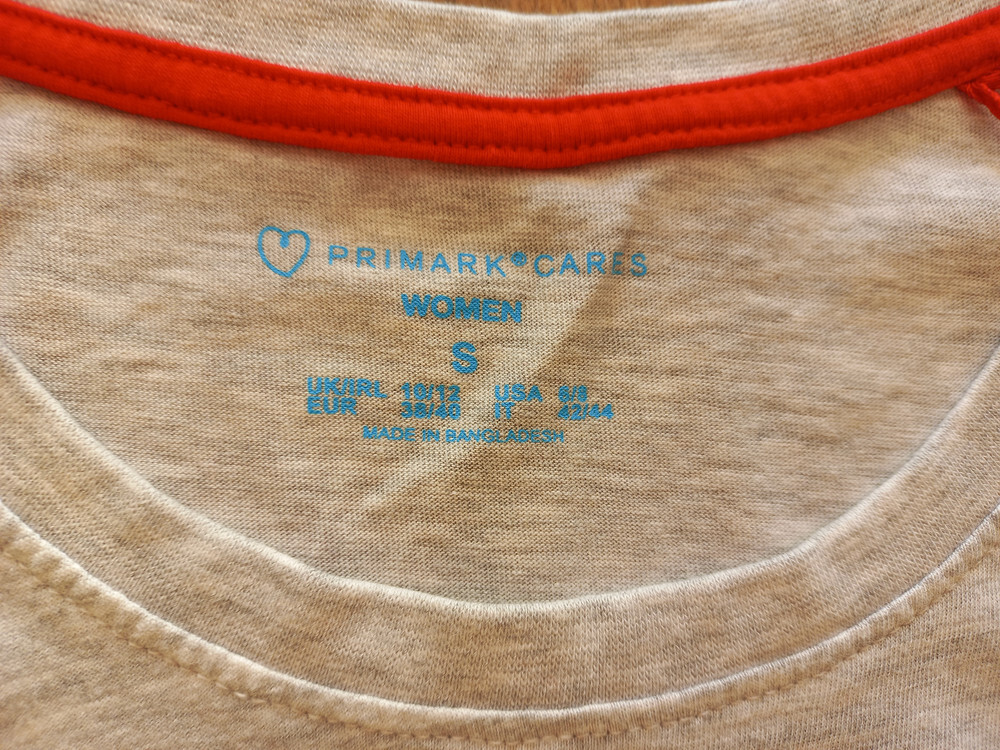 PRIMARK® CARES
WOMEN
S
UK/IRL 10/12 USA 6/8
EUR 38/40 IT 42/44
MADE IN BANGLADESH